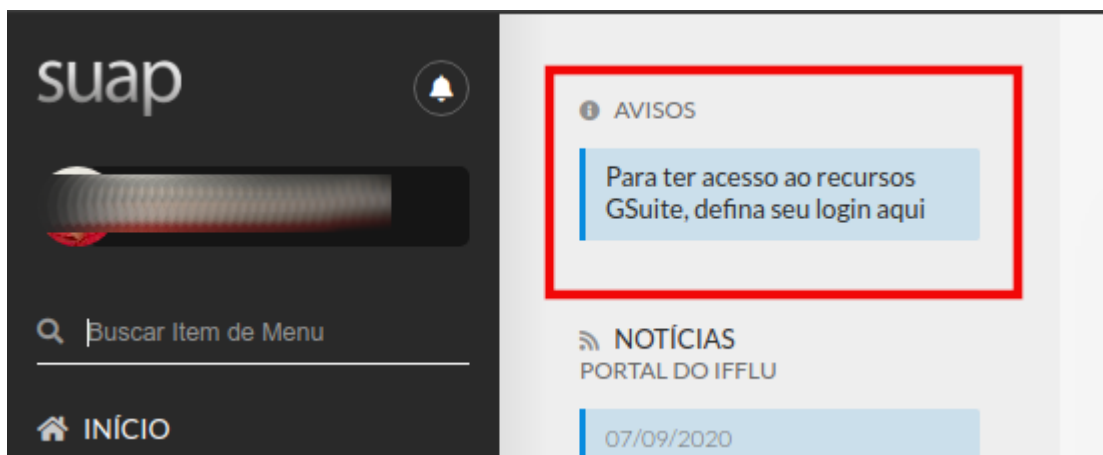 suap
Buscar Item de Menu
INÍCIO
AVISOS
Para ter acesso ao recursos
GSuite, defina seu login aqui
NOTÍCIAS
PORTAL DO IFFLU
07/09/2020